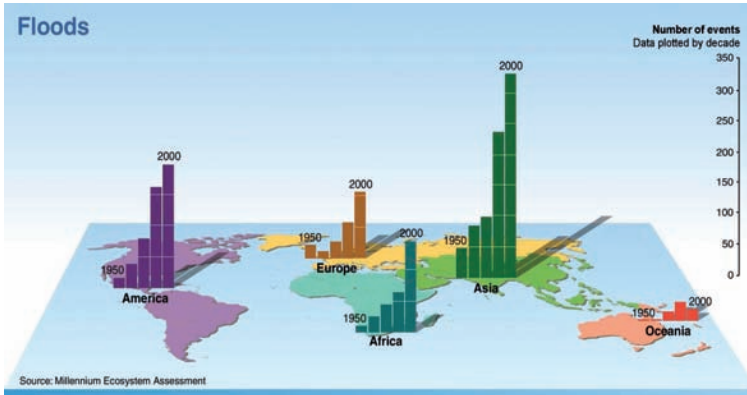 Floods
Number of events
Data plotted by decade
350
300
250
200
150
100
50
0
2000
1950
America
2000
1950
Europe
2000
1950
Africa
2000
1950
Asia
1950
2000
Oceania
Source: Millennium Ecosystem Assessment